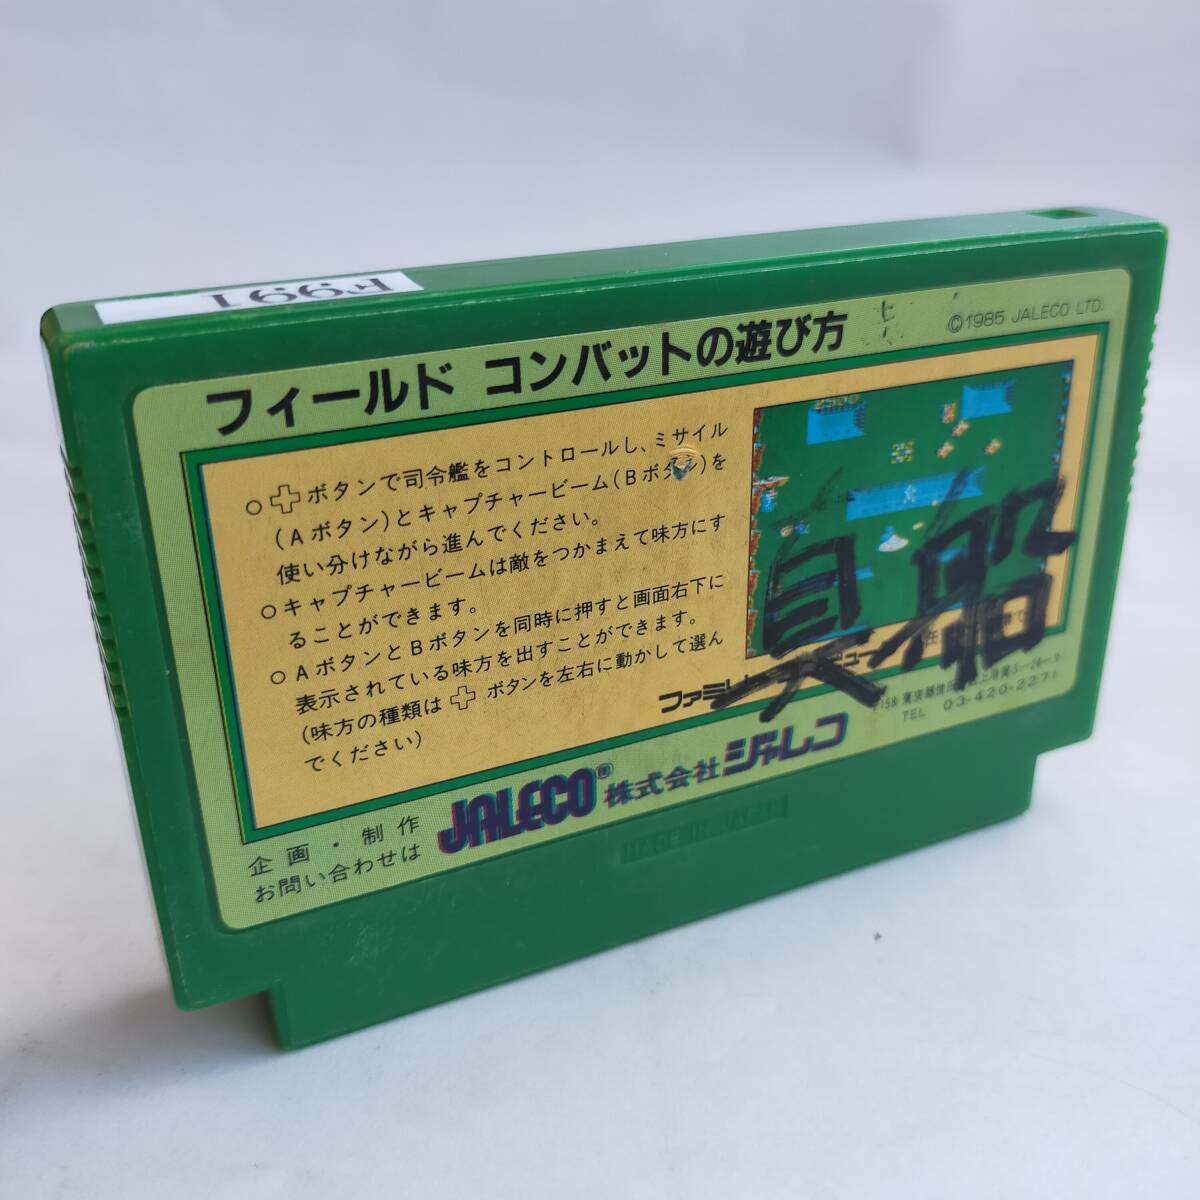 F991
フィールド コンバットの遊び方
©1985 JALECO LTD.
○✚ボタンで司令艦をコントロールし、ミサイル
(Aボタン)とキャプチャービーム(Bボタン)を
使い分けながら進んでください。
○キャプチャービームは敵をつかまえて味方にす
ることができます。
○AボタンとBボタンを同時に押すと画面右下に
表示されている味方を出すことができます。
(味方の種類は✚ボタンを左右に動かして選ん
でください)
企画・制作
お問い合わせは
JALECO® 株式会社 ジャレコ
TEL 03-420-2271